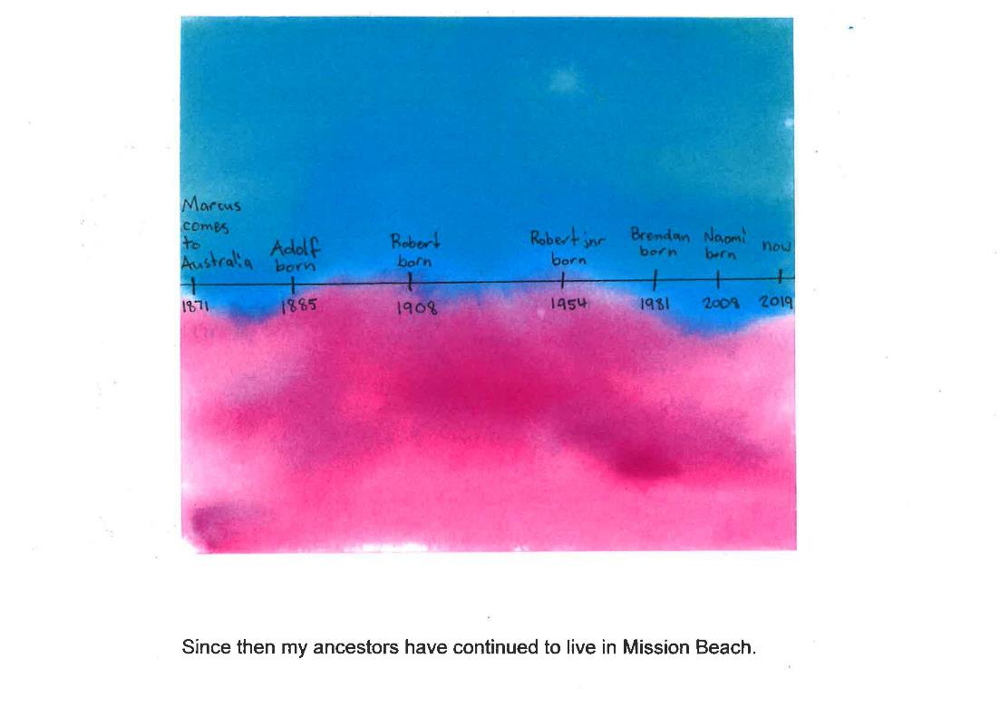 Marcus
comes
to
Australia
Adolf
born
Robert
born
Robert jnr
born
Brendan
born
Naomi
born
now
1871
1885
1908
1954
1981
2009
2019
Since then my ancestors have continued to live in Mission Beach.